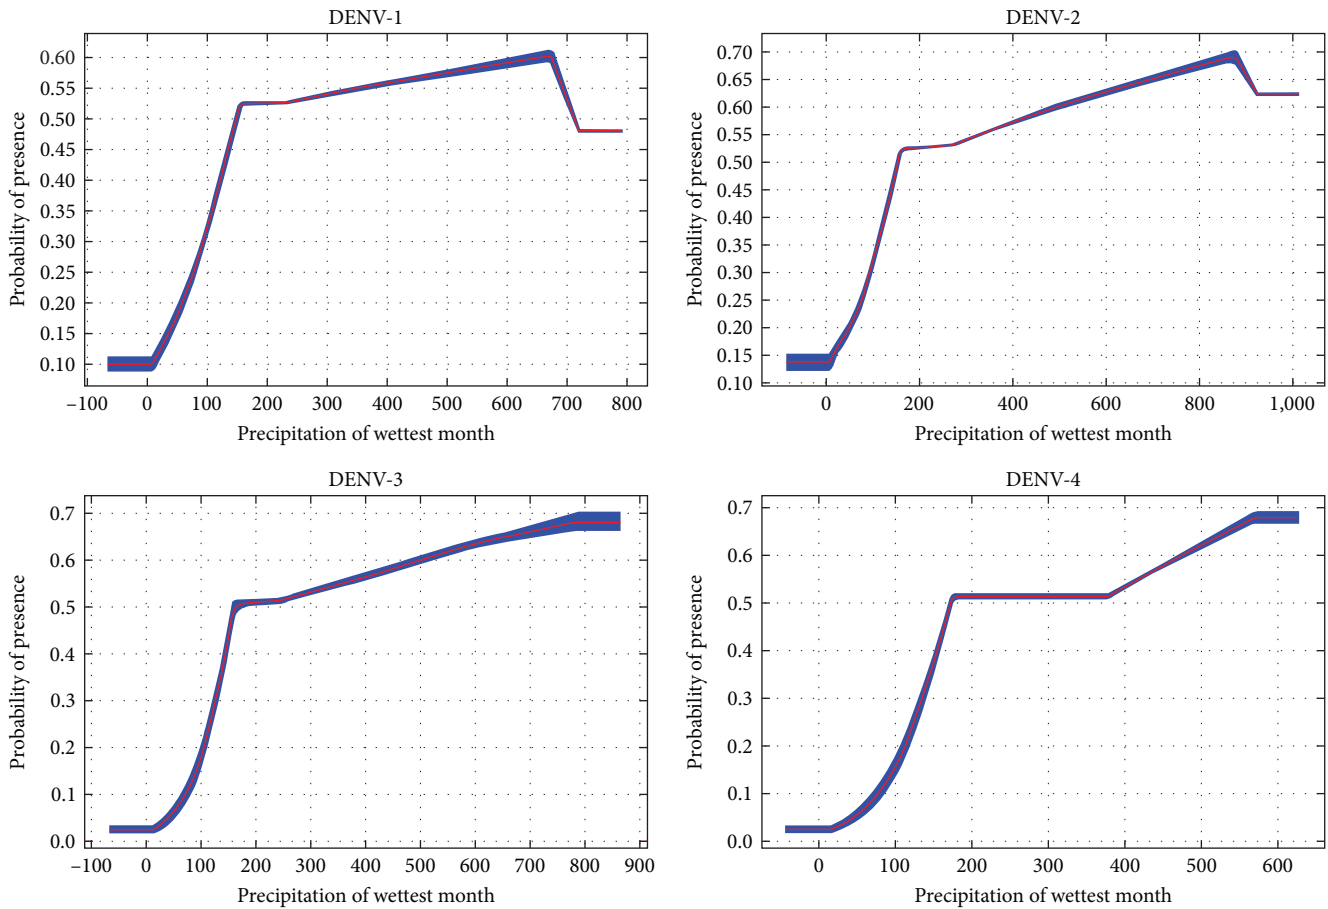 DENV-1
Probability of presence
0.60
0.55
0.50
0.45
0.40
0.35
0.30
0.25
0.20
0.15
0.10
−100 0 100 200 300 400 500 600 700 800
Precipitation of wettest month
DENV-2
Probability of presence
0.70
0.65
0.60
0.55
0.50
0.45
0.40
0.35
0.30
0.25
0.20
0.15
0.10
0 200 400 600 800 1,000
Precipitation of wettest month
DENV-3
Probability of presence
0.7
0.6
0.5
0.4
0.3
0.2
0.1
0.0
−100 0 100 200 300 400 500 600 700 800 900
Precipitation of wettest month
DENV-4
Probability of presence
0.7
0.6
0.5
0.4
0.3
0.2
0.1
0.0
0 100 200 300 400 500 600
Precipitation of wettest month